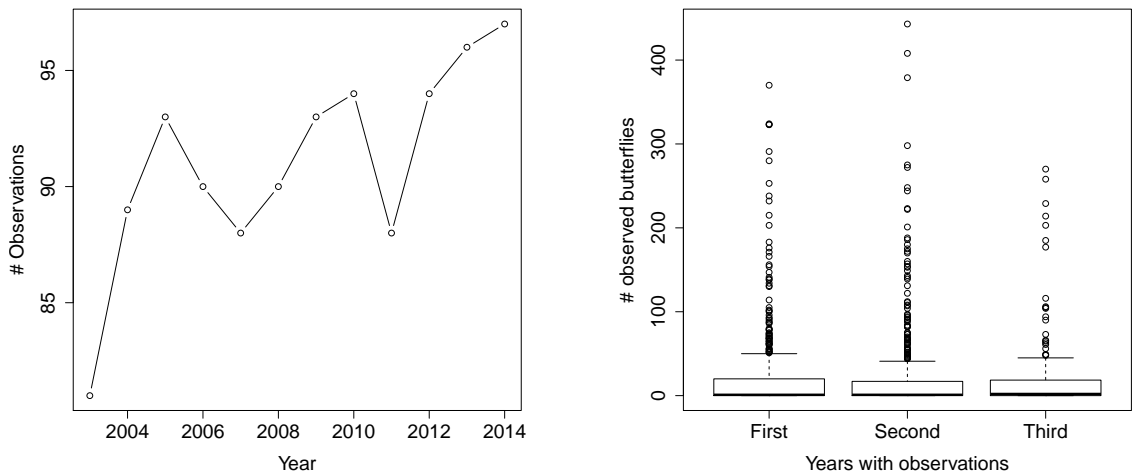 # Observations
95
90
85
2004 2006 2008 2010 2012 2014
Year
# observed butterflies
400
300
200
100
0
First Second Third
Years with observations